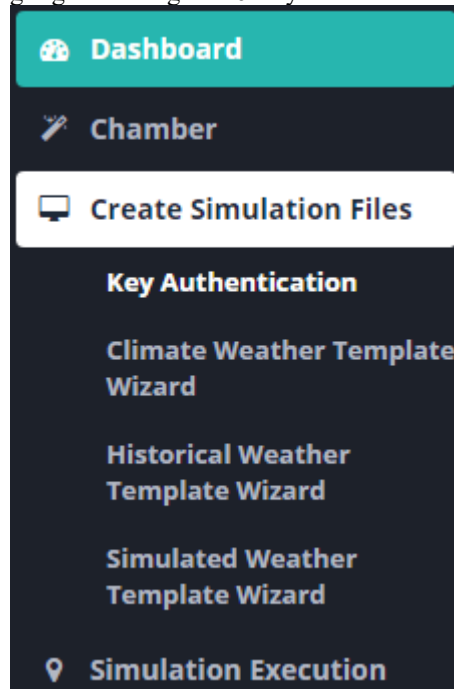 Dashboard
Chamber
Create Simulation Files
Key Authentication
Climate Weather Template
Wizard
Historical Weather
Template Wizard
Simulated Weather
Template Wizard
Simulation Execution